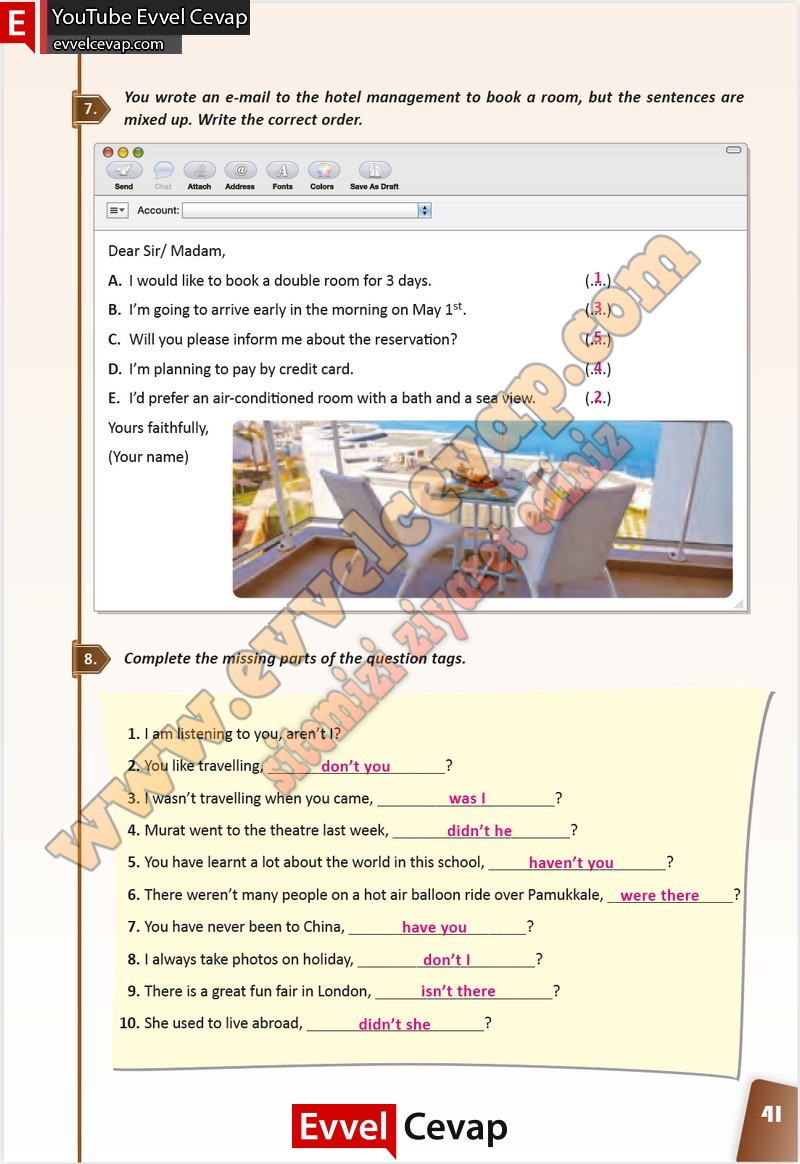 E YouTube Evvel Cevap
evvelcevap.com
7. You wrote an e-mail to the hotel management to book a room, but the sentences are
mixed up. Write the correct order.
Send Chat Attach Address Fonts Colors Save As Draft
Account:
Dear Sir/ Madam,
A. I would like to book a double room for 3 days. (..1..)
B. I'm going to arrive early in the morning on May 1st. (..3..)
C. Will you please inform me about the reservation? (..5..)
D. I'm planning to pay by credit card. (..4..)
E. I'd prefer an air-conditioned room with a bath and a sea view. (..2..)
Yours faithfully,
(Your name)
www.evvelcevap.com
sitemizi ziyaret ediniz
8. Complete the missing parts of the question tags.
1. I am listening to you, aren't I?
2. You like travelling, don't you ?
3. I wasn't travelling when you came, was I ?
4. Murat went to the theatre last week, didn't he ?
5. You have learnt a lot about the world in this school, haven't you ?
6. There weren't many people on a hot air balloon ride over Pamukkale, were there ?
7. You have never been to China, have you ?
8. I always take photos on holiday, don't I ?
9. There is a great fun fair in London, isn't there ?
10. She used to live abroad, didn't she ?
41
Evvel Cevap